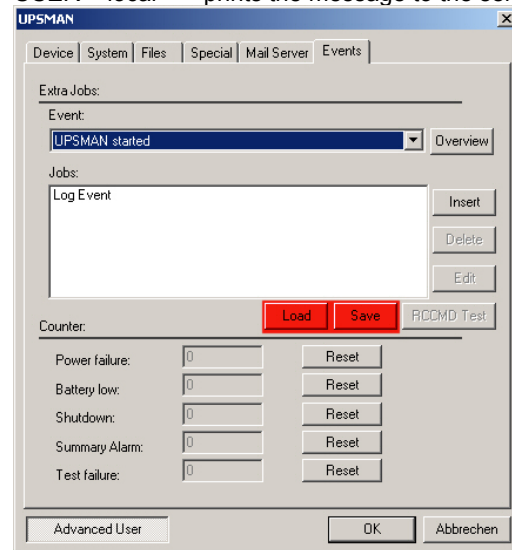 UPSMAN
Device System Files Special Mail Server Events
Extra Jobs:
Event:
UPSMAN started Overview
Jobs:
Log Event
Insert
Delete
Edit
Load Save RCCMD Test
Counter:
Power failure: 0 Reset
Battery low: 0 Reset
Shutdown: 0 Reset
Summary Alarm: 0 Reset
Test failure: 0 Reset
Advanced User OK Abbrechen